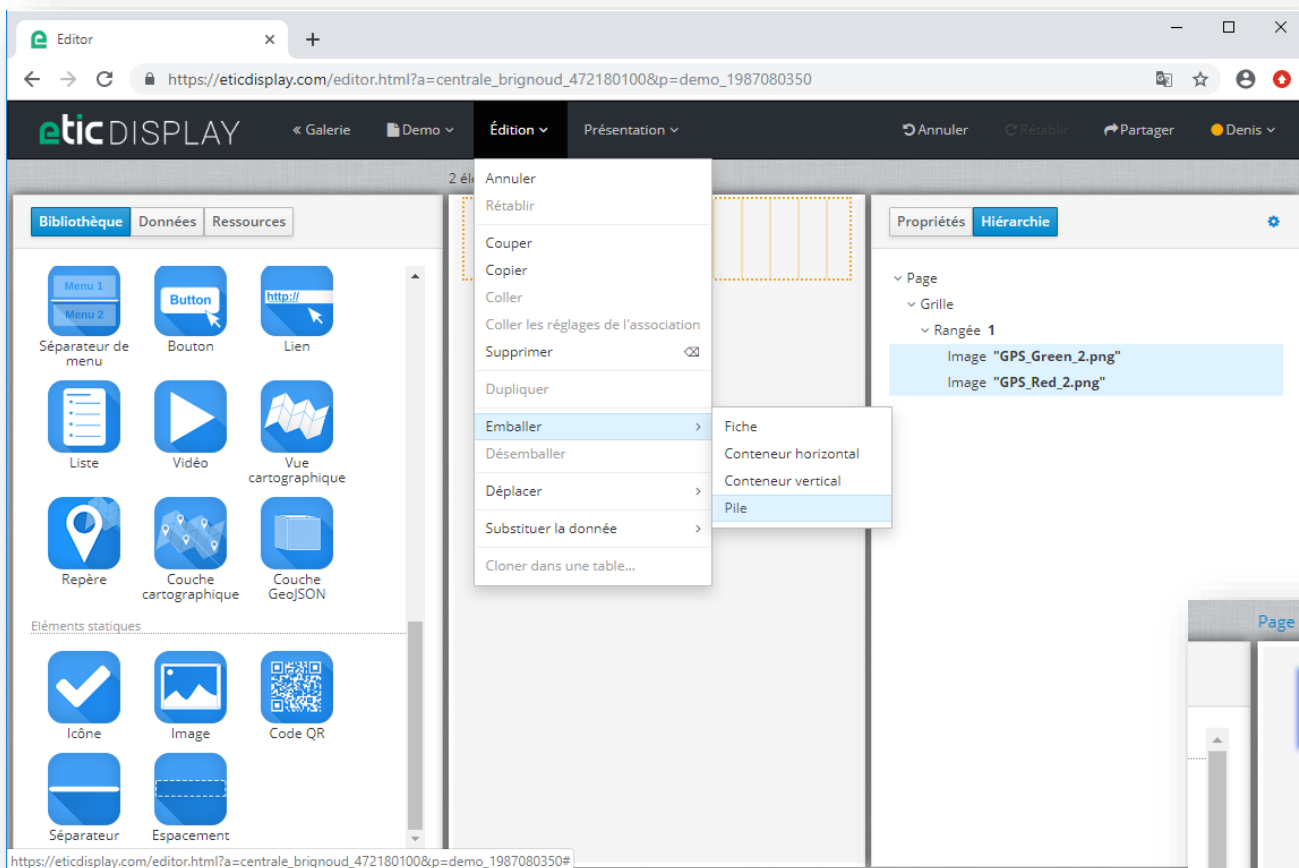 Editor
https://eticdisplay.com/editor.html?a=centrale_brignoud_472180100&p=demo_1987080350
eticDISPLAY
« Galerie
Demo
Édition
Présentation
Annuler
Rétablir
Partager
Denis
2 élé
Bibliothèque
Données
Ressources
Menu 1
Menu 2
Séparateur de
menu
Button
Bouton
http://
Lien
Liste
Vidéo
Vue
cartographique
Repère
Couche
cartographique
Couche
GeoJSON
Eléments statiques
Icône
Image
Code QR
Séparateur
Espacement
Annuler
Rétablir
Couper
Copier
Coller
Coller les réglages de l'association
Supprimer
Dupliquer
Emballer
Désemballer
Déplacer
Substituer la donnée
Cloner dans une table...
Fiche
Conteneur horizontal
Conteneur vertical
Pile
Propriétés
Hiérarchie
Page
Grille
Rangée 1
Image "GPS_Green_2.png"
Image "GPS_Red_2.png"
Page
https://eticdisplay.com/editor.html?a=centrale_brignoud_472180100&p=demo_1987080350#